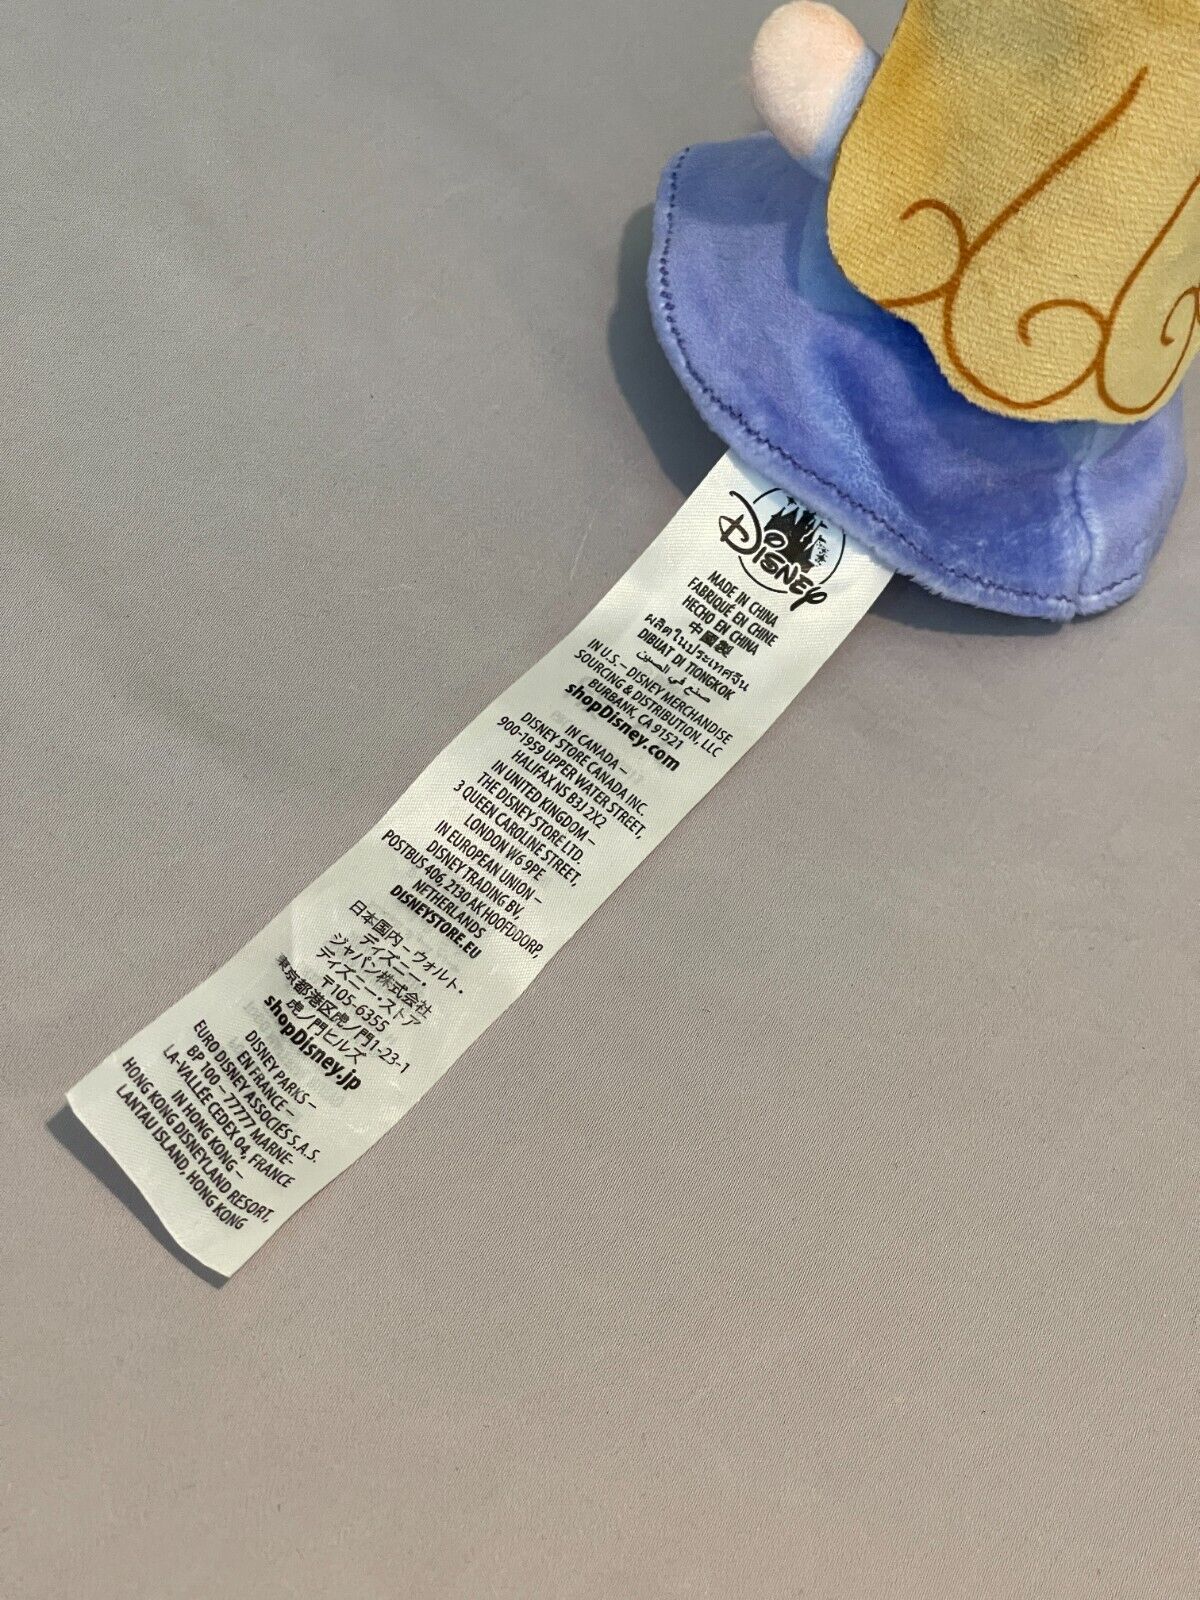 Disney
MADE IN CHINA
FABRIQUÉ EN CHINE
HECHO EN CHINA
中國製
ผลิตในประเทศจีน
DIBUAT DI TIONGKOK
صنع في الصين
IN U.S. – DISNEY MERCHANDISE
SOURCING & DISTRIBUTION, LLC
BURBANK, CA 91521
shopDisney.com
IN CANADA –
DISNEY STORE CANADA INC.
900-1959 UPPER WATER STREET,
HALIFAX NS B3J 2X2
IN UNITED KINGDOM –
THE DISNEY STORE LTD.
3 QUEEN CAROLINE STREET,
LONDON W6 9PE
IN EUROPEAN UNION –
DISNEY TRADING BV,
POSTBUS 406, 2130 AK HOOFDDORP,
NETHERLANDS
DISNEYSTORE.EU
日本国内 – ウォルト・
ディズニー・
ジャパン株式会社
ディズニー・ストア
〒105-6355
東京都港区虎ノ門1-23-1
虎ノ門ヒルズ
shopDisney.jp
DISNEY PARKS –
EN FRANCE –
EURO DISNEY ASSOCIÉS S.A.S.
BP 100 – 77777 MARNE-
LA-VALLÉE CEDEX 04, FRANCE
IN HONG KONG –
HONG KONG DISNEYLAND RESORT,
LANTAU ISLAND, HONG KONG